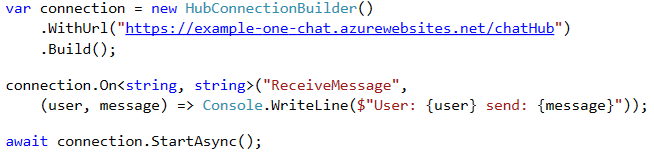 var connection = new HubConnectionBuilder()
    .WithUrl("https://example-one-chat.azurewebsites.net/chatHub")
    .Build();

connection.On<string, string>("ReceiveMessage",
    (user, message) => Console.WriteLine($"User: {user} send: {message}"));

await connection.StartAsync();